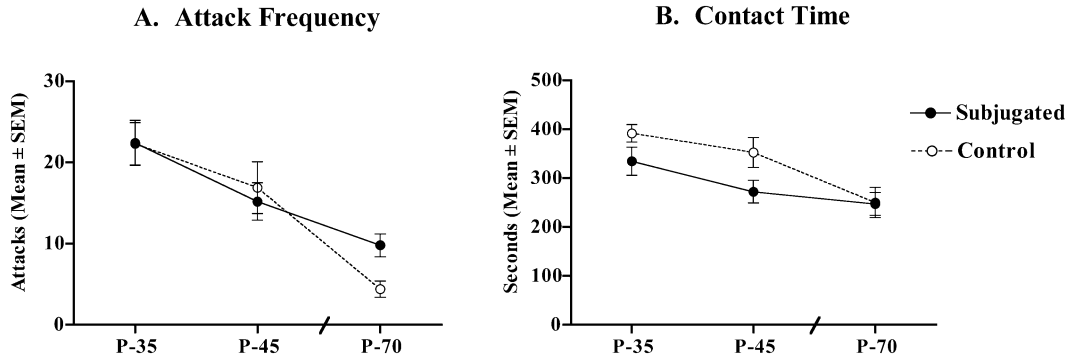 A. Attack Frequency
Attacks (Mean ± SEM)
30
20
10
0
P-35 P-45 P-70
B. Contact Time
Seconds (Mean ± SEM)
500
400
300
200
100
0
P-35 P-45 P-70
Subjugated
Control